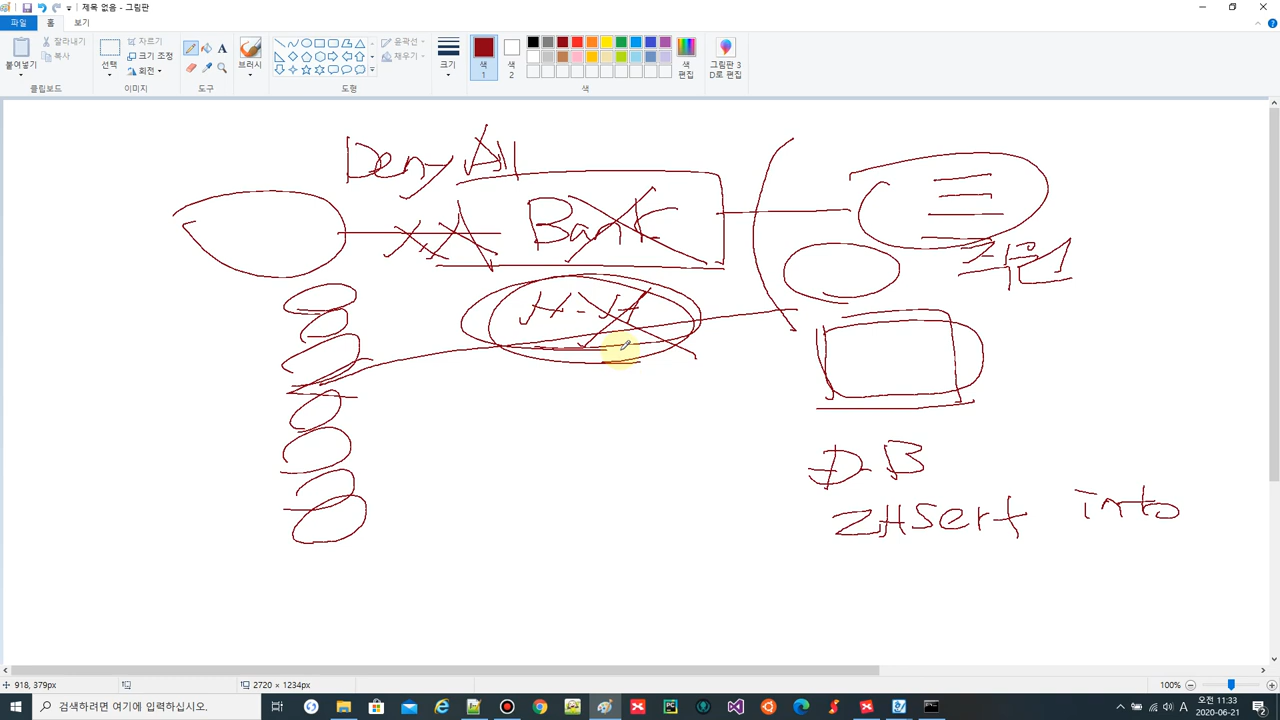 제목 없음 - 그림판
파일 홈 보기
붙여넣기
잘라내기
복사
클립보드
선택
자르기
크기 조정
회전
이미지
도구
브러시
윤곽선
채우기
도형
크기
색 1
색 2
색 편집
색
그림판 3D로 편집
Deny All
Bank
D-B
Insert into
918, 379px
2720 × 1234px
100%
검색하려면 여기에 입력하십시오.
A
오전 11:33
2020-06-21